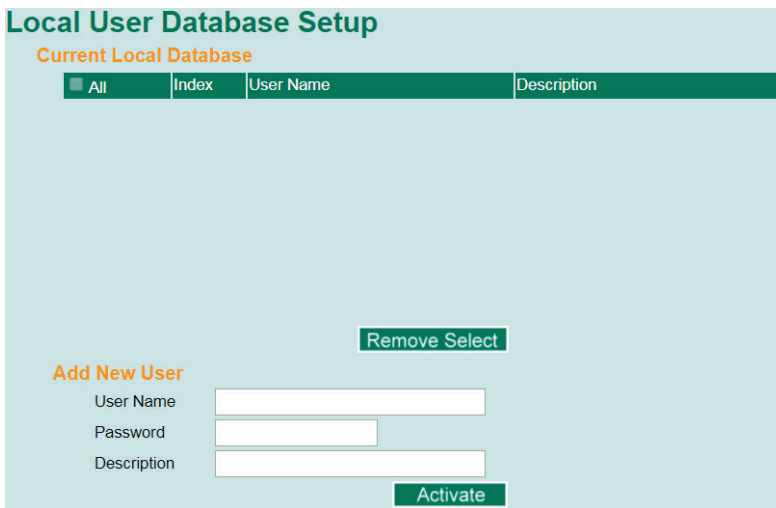 Local User Database Setup
Current Local Database
All Index User Name Description
Remove Select
Add New User
User Name
Password
Description
Activate